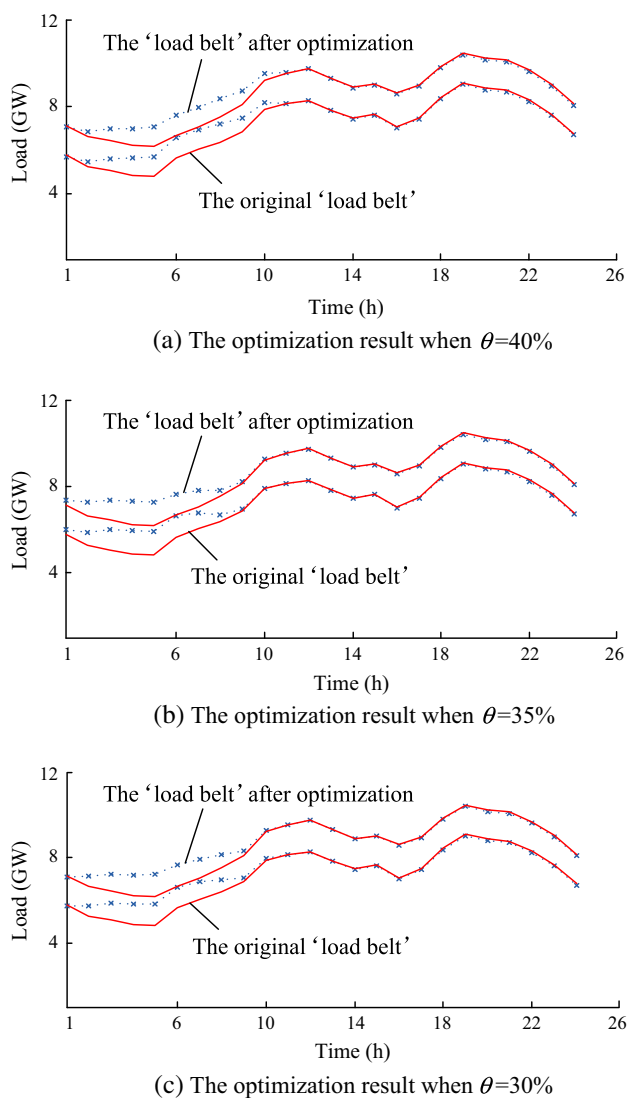 12
The ‘load belt’ after optimization
8
Load (GW)
4
The original ‘load belt’
1 6 10 14 18 22 26
Time (h)
(a) The optimization result when θ=40%
12
The ‘load belt’ after optimization
8
Load (GW)
4
The original ‘load belt’
1 6 10 14 18 22 26
Time (h)
(b) The optimization result when θ=35%
12
The ‘load belt’ after optimization
8
Load (GW)
4
The original ‘load belt’
1 6 10 14 18 22 26
Time (h)
(c) The optimization result when θ=30%